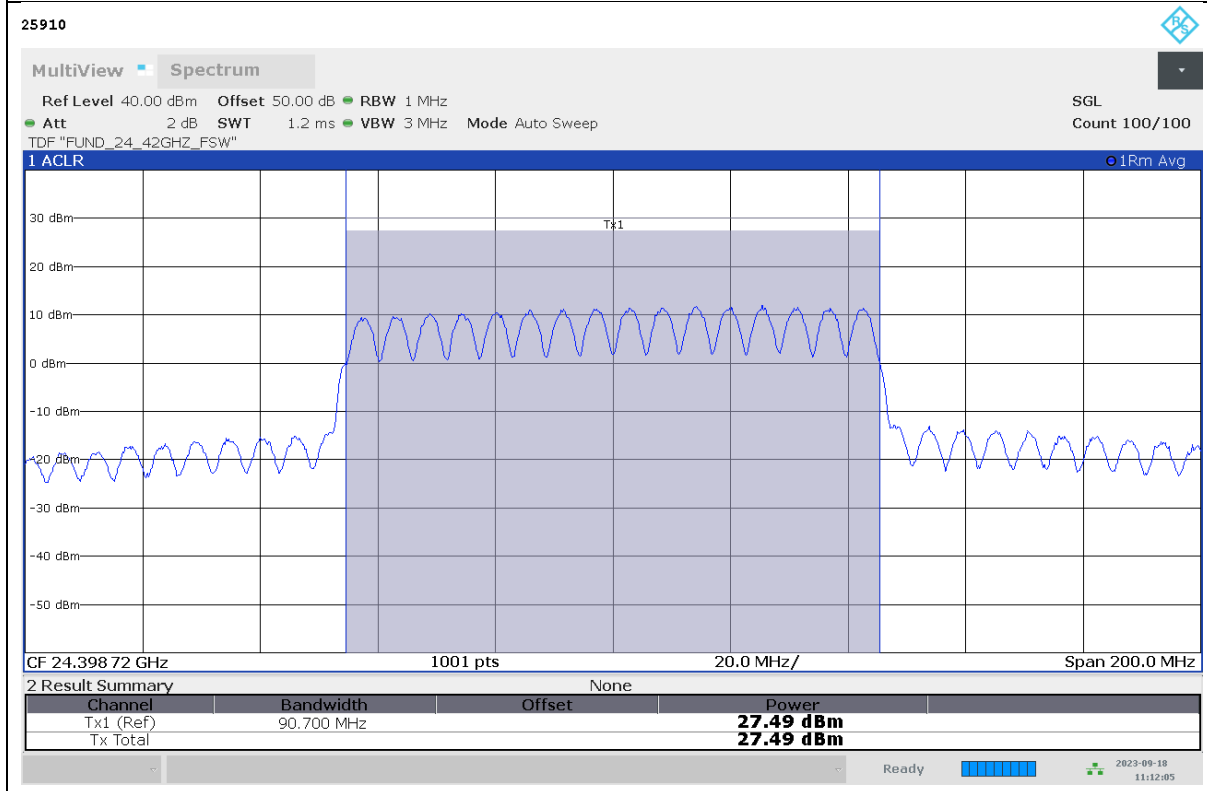 25910
R&S
MultiView Spectrum
Ref Level 40.00 dBm Offset 50.00 dB RBW 1 MHz SGL
Att 2 dB SWT 1.2 ms VBW 3 MHz Mode Auto Sweep Count 100/100
TDF "FUND_24_42GHZ_FSW"
1 ACLR 1Rm Avg
Tx1
30 dBm
20 dBm
10 dBm
0 dBm
-10 dBm
-20 dBm
-30 dBm
-40 dBm
-50 dBm
CF 24.398 72 GHz 1001 pts 20.0 MHz/ Span 200.0 MHz
2 Result Summary None
Channel Bandwidth Offset Power
Tx1 (Ref) 90.700 MHz 27.49 dBm
Tx Total 27.49 dBm
Ready 2023-09-18
11:12:05